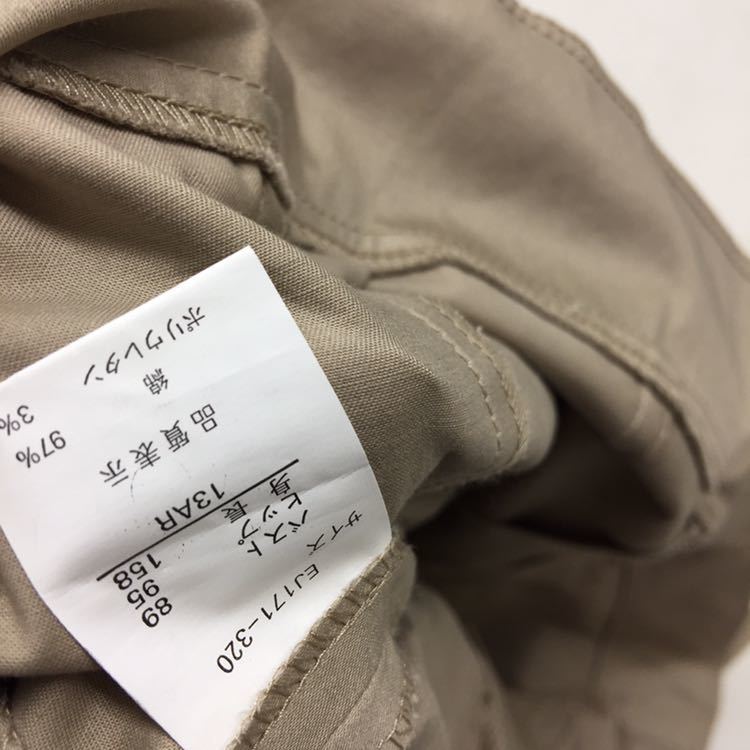 サイズ EJ171-320
バスト 89
ヒップ 95
身長 158
13AR
品質表示
綿 97%
ポリウレタン 3%